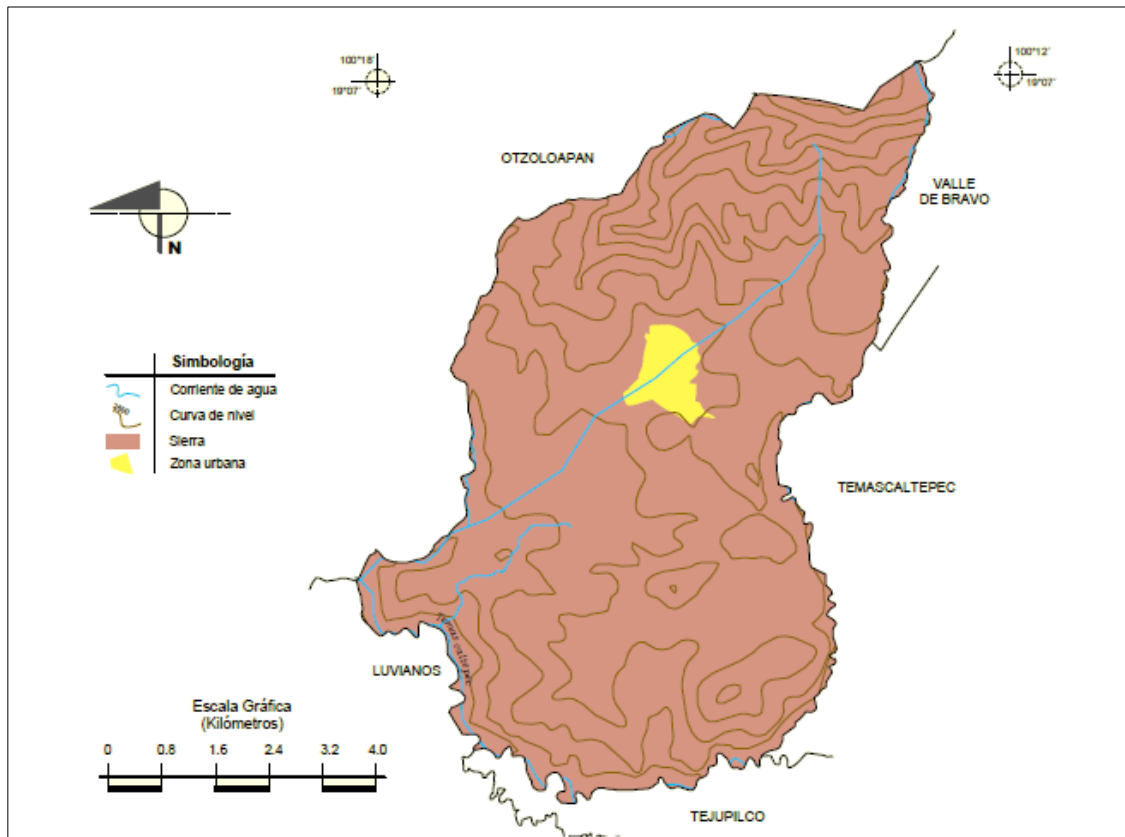 100°18'
19°07'
100°12'
19°07'
OTZOLOAPAN
VALLE
DE BRAVO
N
Simbología
Corriente de agua
2500
Curva de nivel
Sierra
Zona urbana
TEMASCALTEPEC
LUVIANOS
Escala Gráfica
(Kilómetros)
0 0.8 1.6 2.4 3.2 4.0
TEJUPILCO